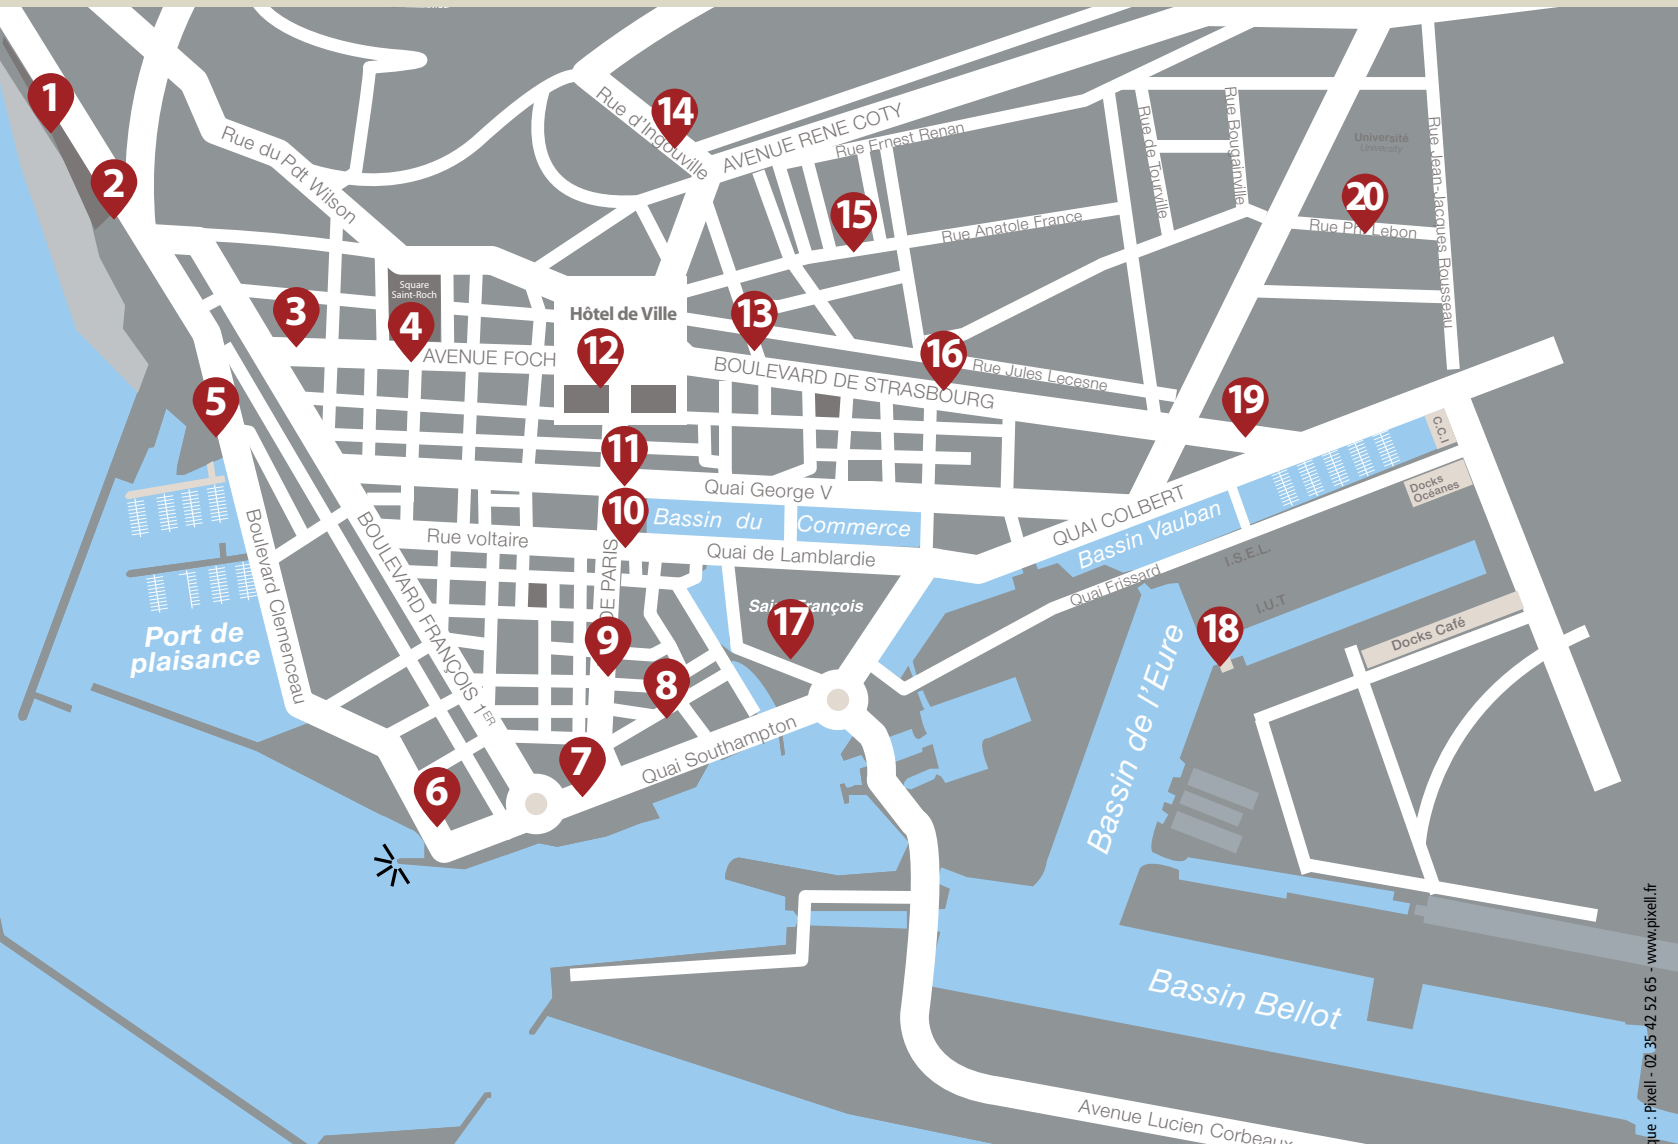 1
2
Rue du Pdt Wilson
14
Rue d'Ingouville
AVENUE RENE COTY
Rue Ernest Renan
Rue de Tourville
Rue Bougainville
Université
University
Rue Jean-Jacques Rousseau
20
Rue Ph. Lebon
15
Rue Anatole France
3
Square
Saint-Roch
4
AVENUE FOCH
Hôtel de Ville
12
13
BOULEVARD DE STRASBOURG
16
Rue Jules Lecesne
19
5
11
Quai George V
10
Bassin du Commerce
Quai de Lamblardie
Rue voltaire
QUAI COLBERT
Bassin Vauban
C.C.I
Docks
Océanes
I.S.E.L.
Quai Frissard
I.U.T
Docks Café
18
Boulevard Clemenceau
BOULEVARD FRANÇOIS 1ER
DE PARIS
Port de
plaisance
17
9
8
7
6
Quai Southampton
Bassin de l'Eure
Bassin Bellot
Avenue Lucien Corbeaux
: Pixell - 02 35 42 52 65 - www.pixell.fr